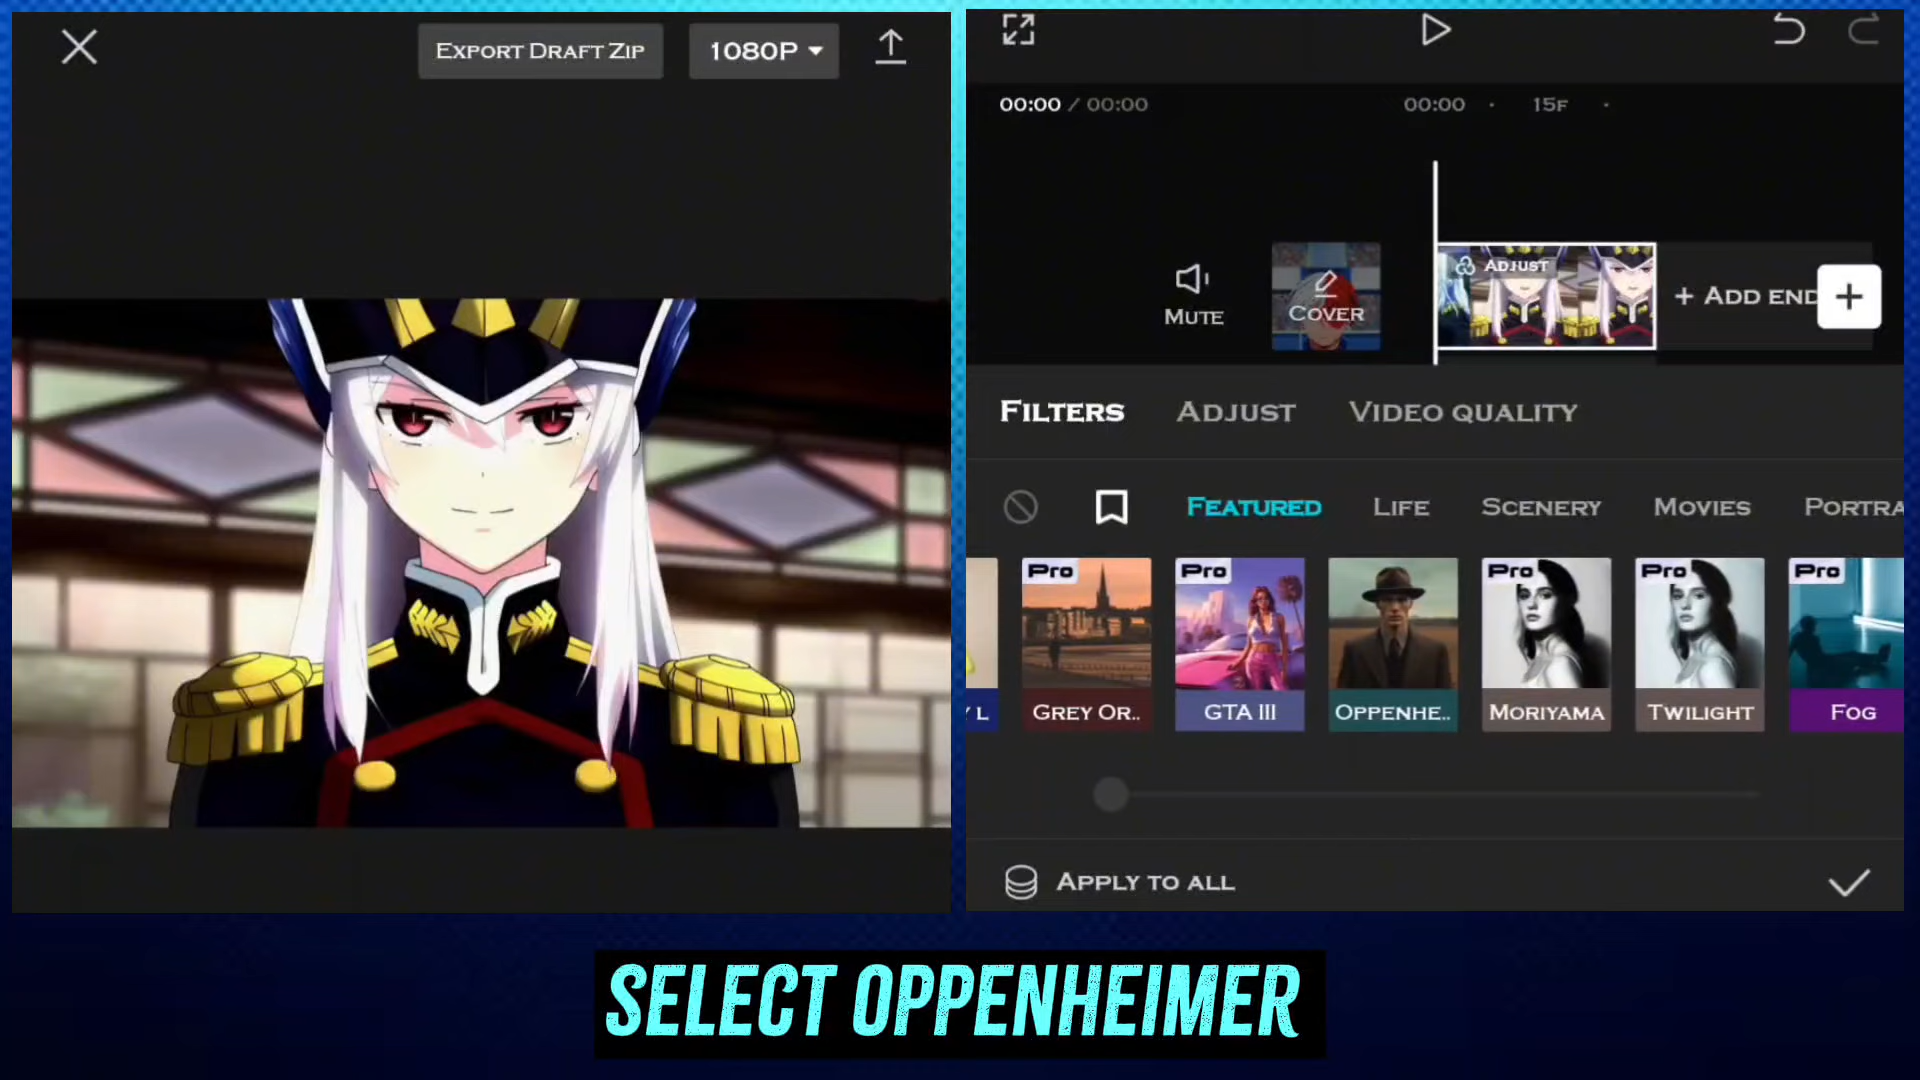 EXPORT DRAFT ZIP
1080P
00:00 / 00:00
00:00
15F
MUTE
COVER
ADJUST
+ ADD END
FILTERS
ADJUST
VIDEO QUALITY
FEATURED
LIFE
SCENERY
MOVIES
PORTRA
Pro
Pro
Pro
Pro
Pro
Y L
GREY OR..
GTA III
OPPENHE..
MORIYAMA
TWILIGHT
FOG
APPLY TO ALL
SELECT OPPENHEIMER